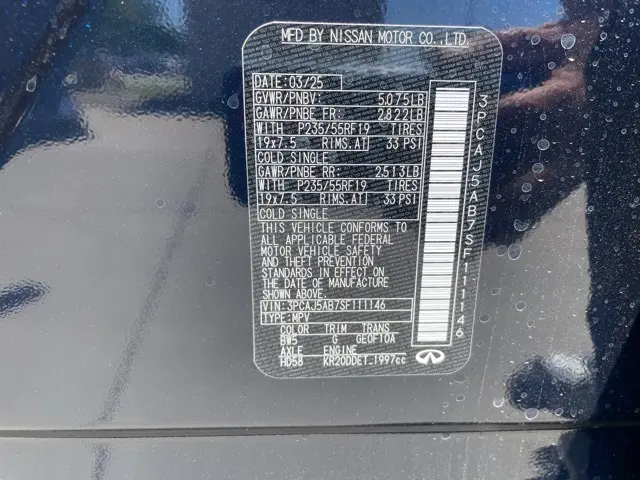 MFD BY NISSAN MOTOR CO.,LTD.
DATE: 03/25
GVWR/PNBV: 5,075LB
GAWR/PNBE FR: 2,822LB
WITH P235/55RF19 TIRES
19x7.5 RIMS.AT 33 PSI
COLD SINGLE
GAWR/PNBE RR: 2513LB
WITH P235/55RF19 TIRES
19x7.5 RIMS.AT 33 PSI
COLD SINGLE
THIS VEHICLE CONFORMS TO
ALL APPLICABLE FEDERAL
MOTOR VEHICLE SAFETY
AND THEFT PREVENTION
STANDARDS IN EFFECT ON
THE DATE OF MANUFACTURE
SHOWN ABOVE.
VIN: 3PCAJ5AB7SF111146
TYPE: MPV
COLOR TRIM TRANS
BW5 G GEOF10A
AXLE ENGINE
HD58 KR20DDET.1997cc
3PCAJ5AB7SF111146